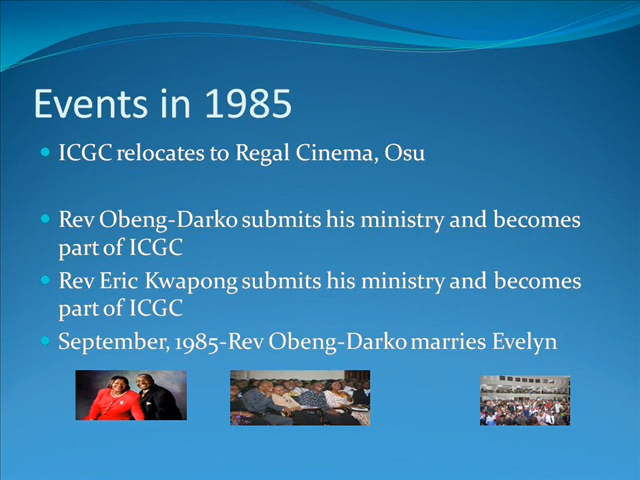 Events in 1985
ICGC relocates to Regal Cinema, Osu
Rev Obeng-Darko submits his ministry and becomes
part of ICGC
Rev Eric Kwapong submits his ministry and becomes
part of ICGC
September, 1985-Rev Obeng-Darko marries Evelyn